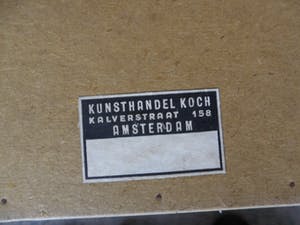 KUNSTHANDEL KOCH
KALVERSTRAAT 158
AMSTERDAM